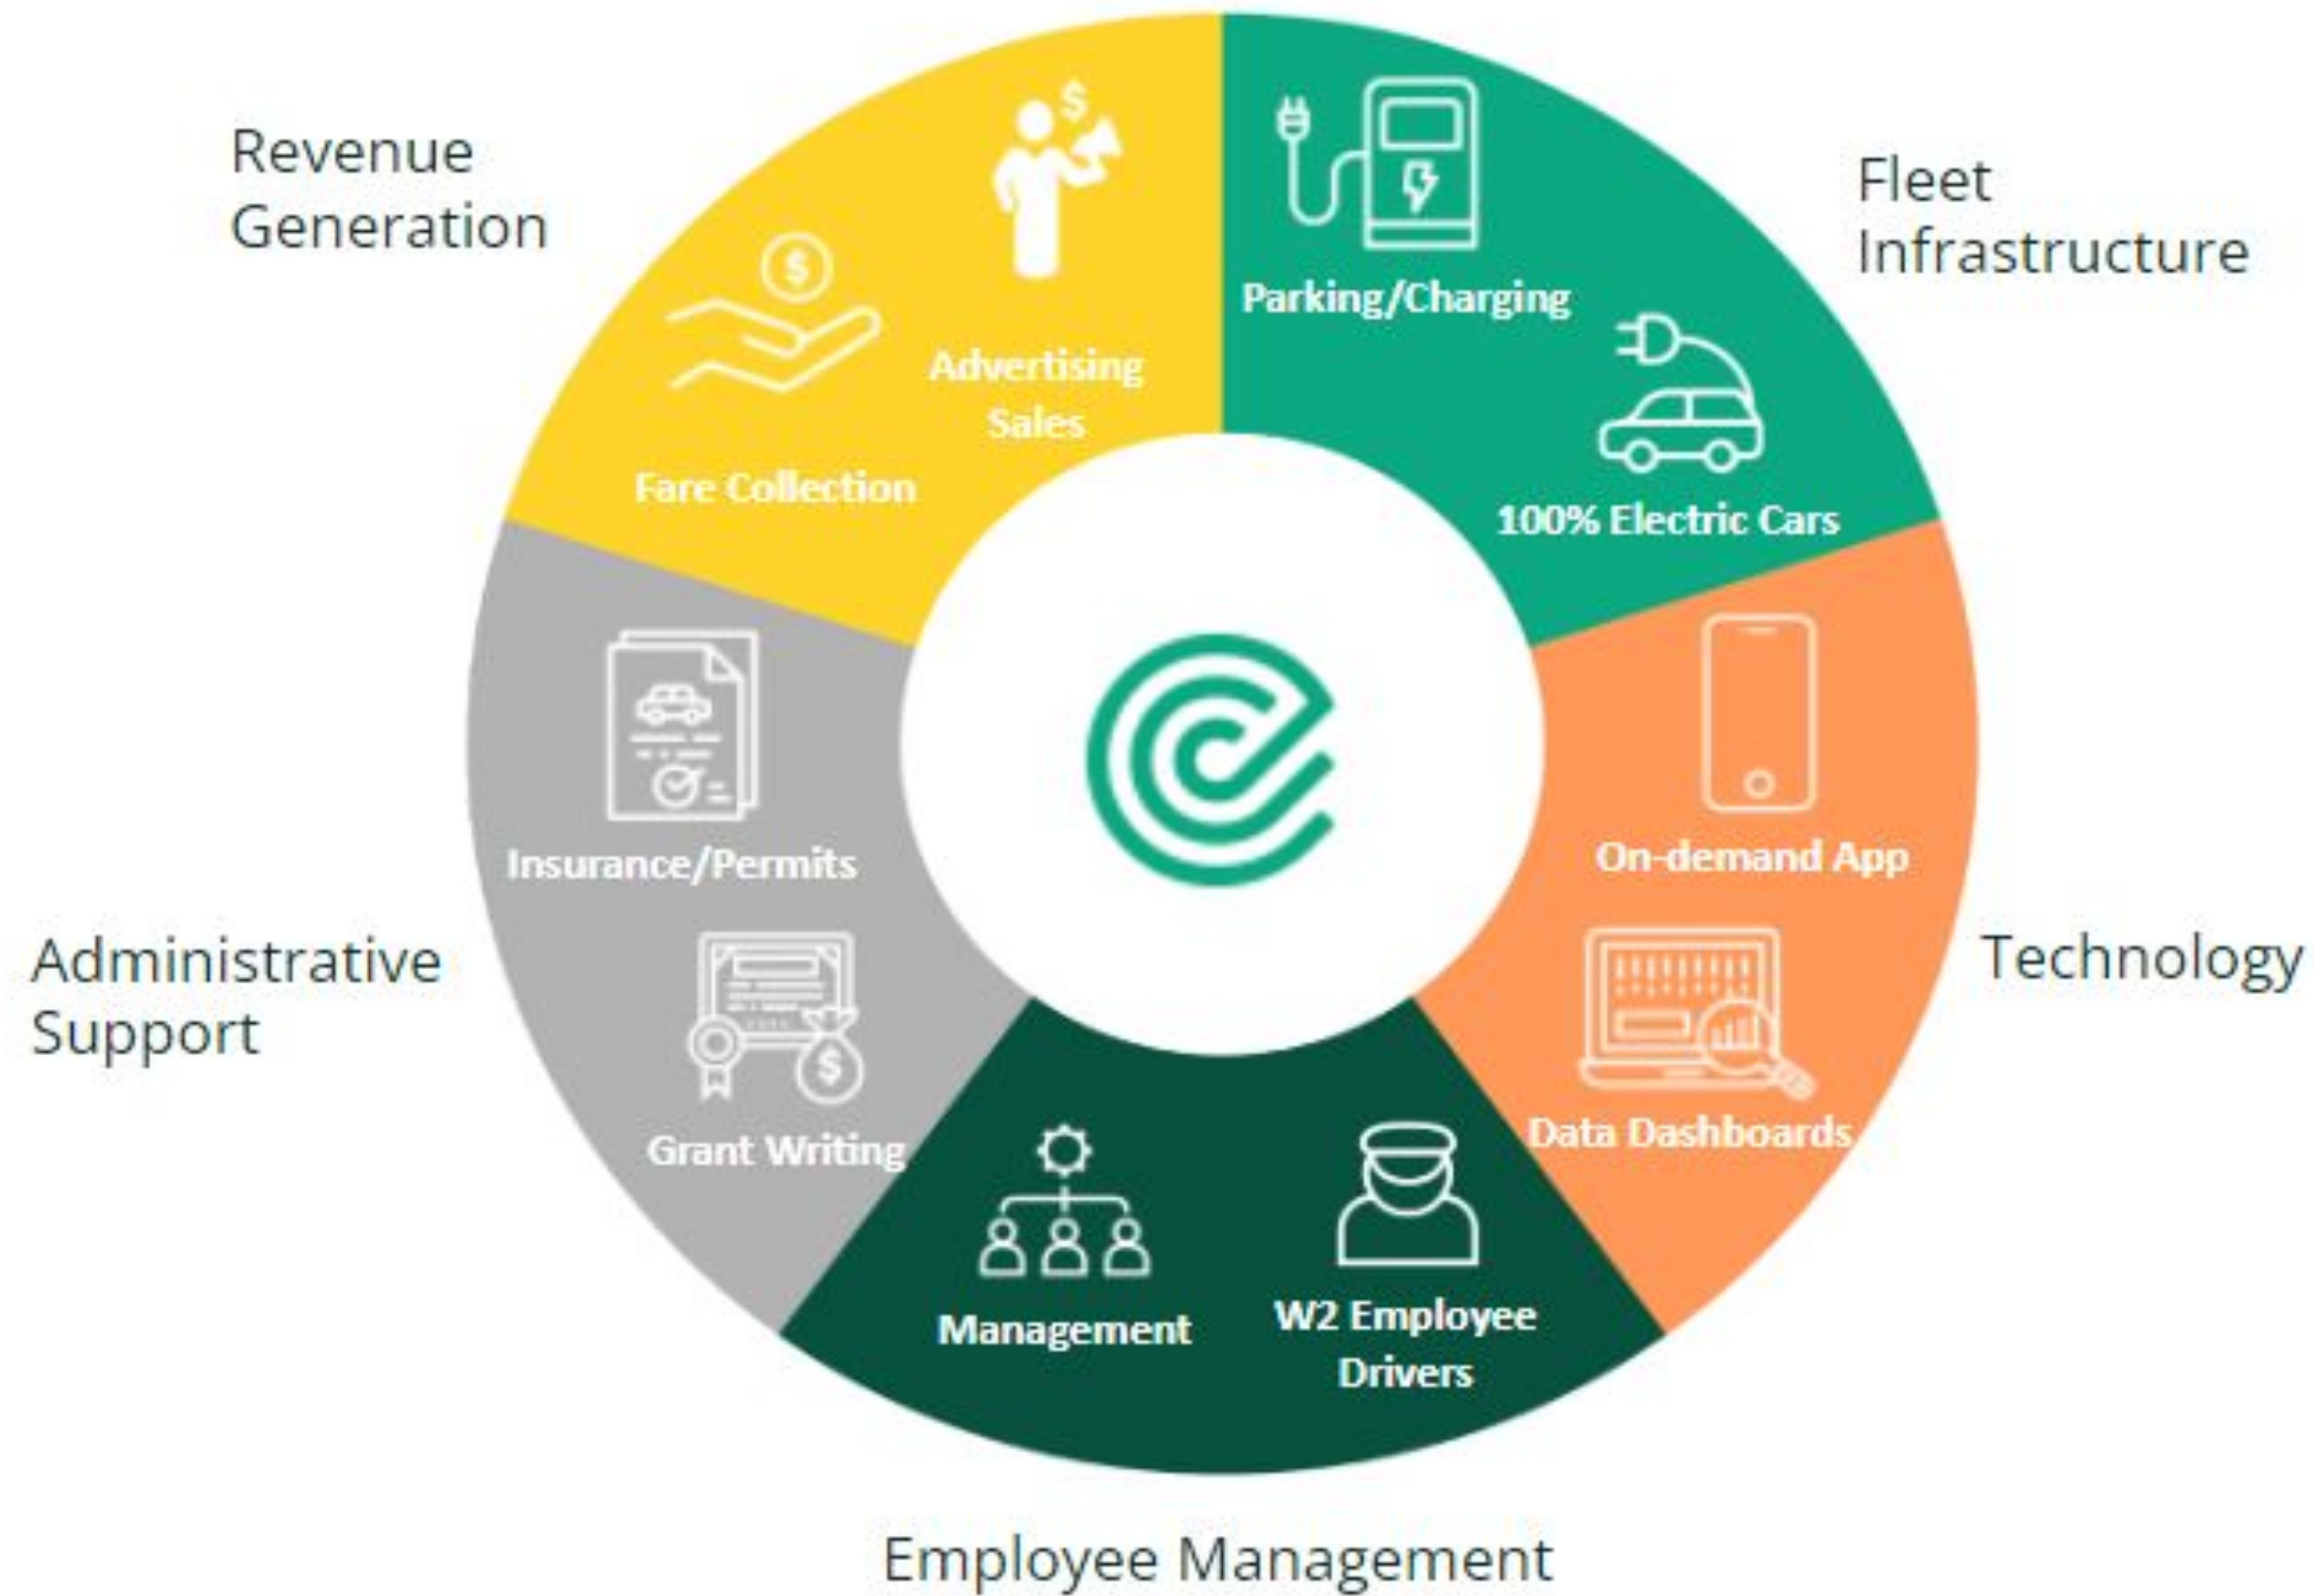 Revenue
Generation
Fleet
Infrastructure
Parking/Charging
100% Electric Cars
Advertising
Sales
Fare Collection
On-demand App
Data Dashboards
Technology
Insurance/Permits
Grant Writing
Administrative
Support
Management
W2 Employee
Drivers
Employee Management